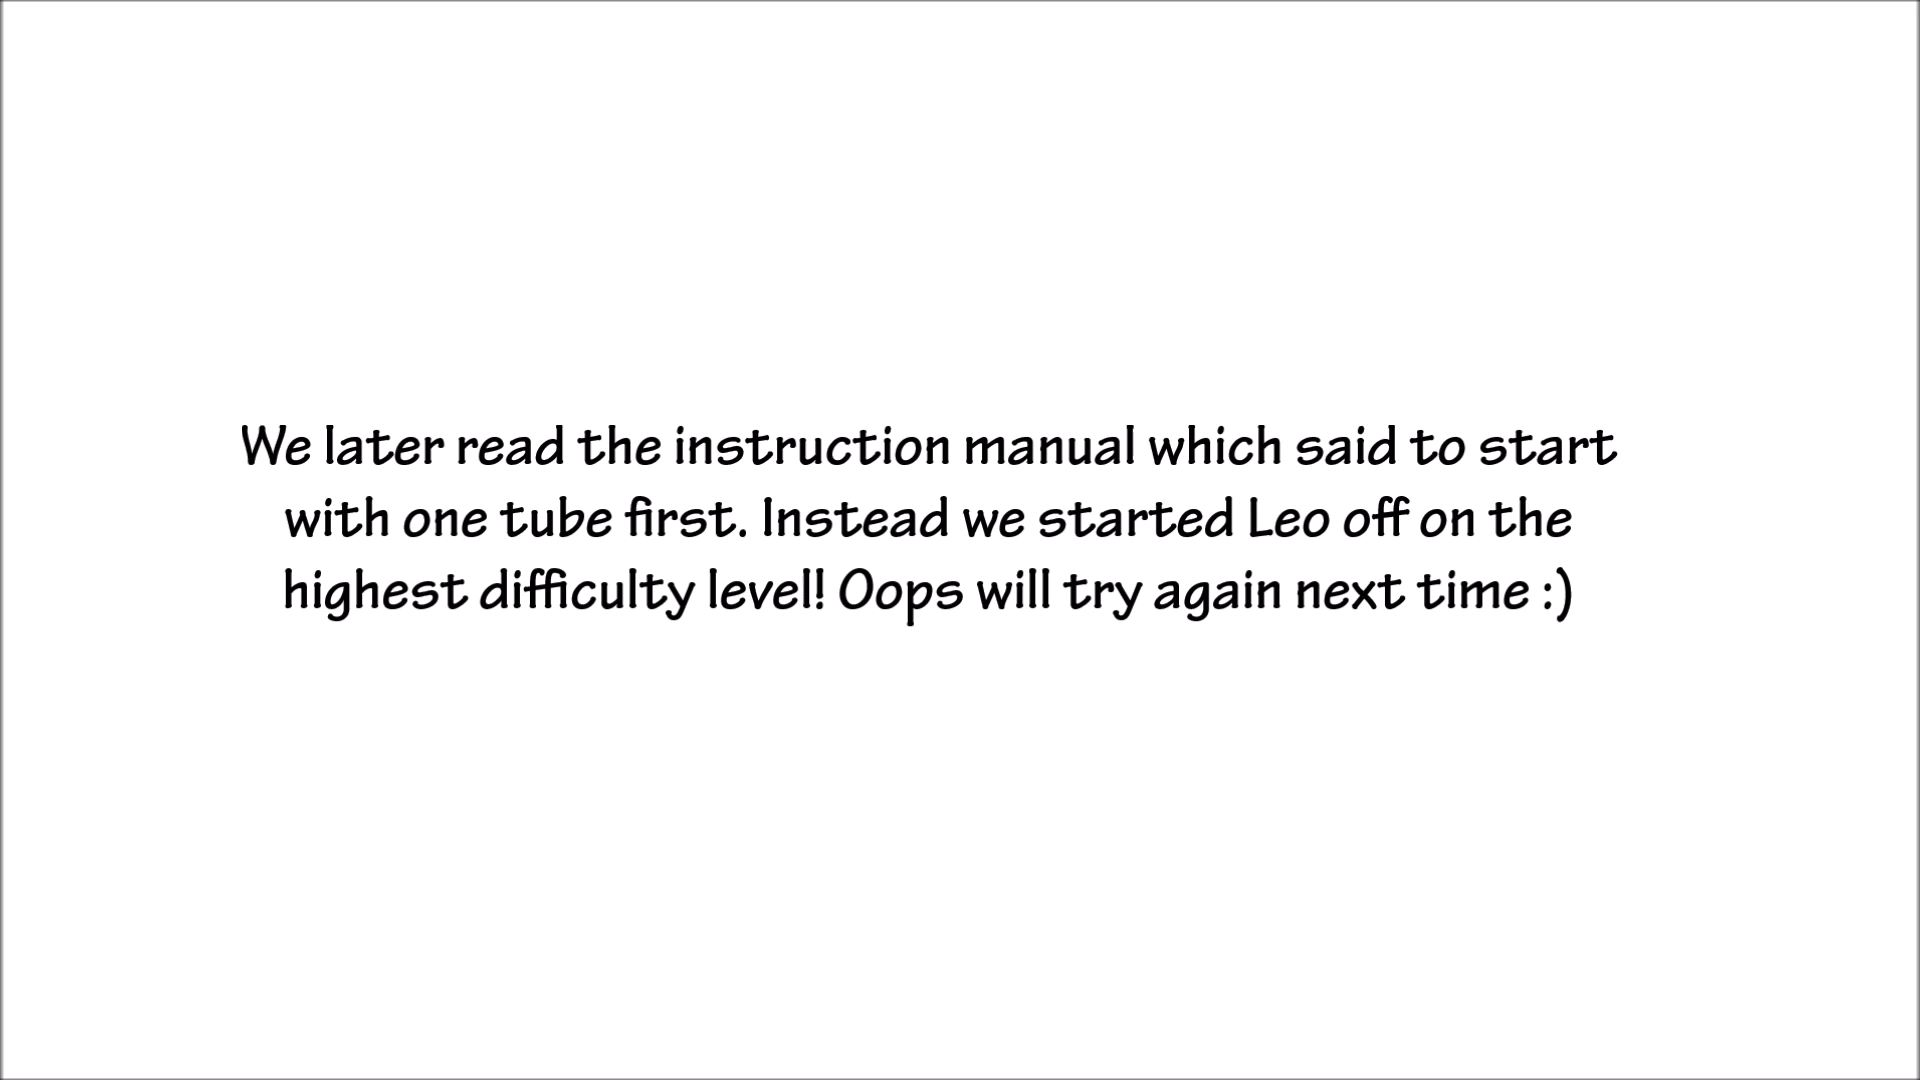 We later read the instruction manual which said to start
with one tube first. Instead we started Leo off on the
highest difficulty level! Oops will try again next time :)